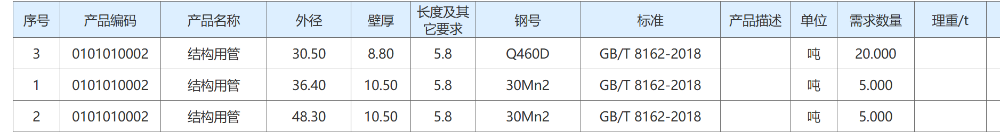 序号 产品编码 产品名称 外径 壁厚 长度及其它要求 钢号 标准 产品描述 单位 需求数量 理重/t
3 0101010002 结构用管 30.50 8.80 5.8 Q460D GB/T 8162-2018 吨 20.000
1 0101010002 结构用管 36.40 10.50 5.8 30Mn2 GB/T 8162-2018 吨 5.000
2 0101010002 结构用管 48.30 10.50 5.8 30Mn2 GB/T 8162-2018 吨 5.000